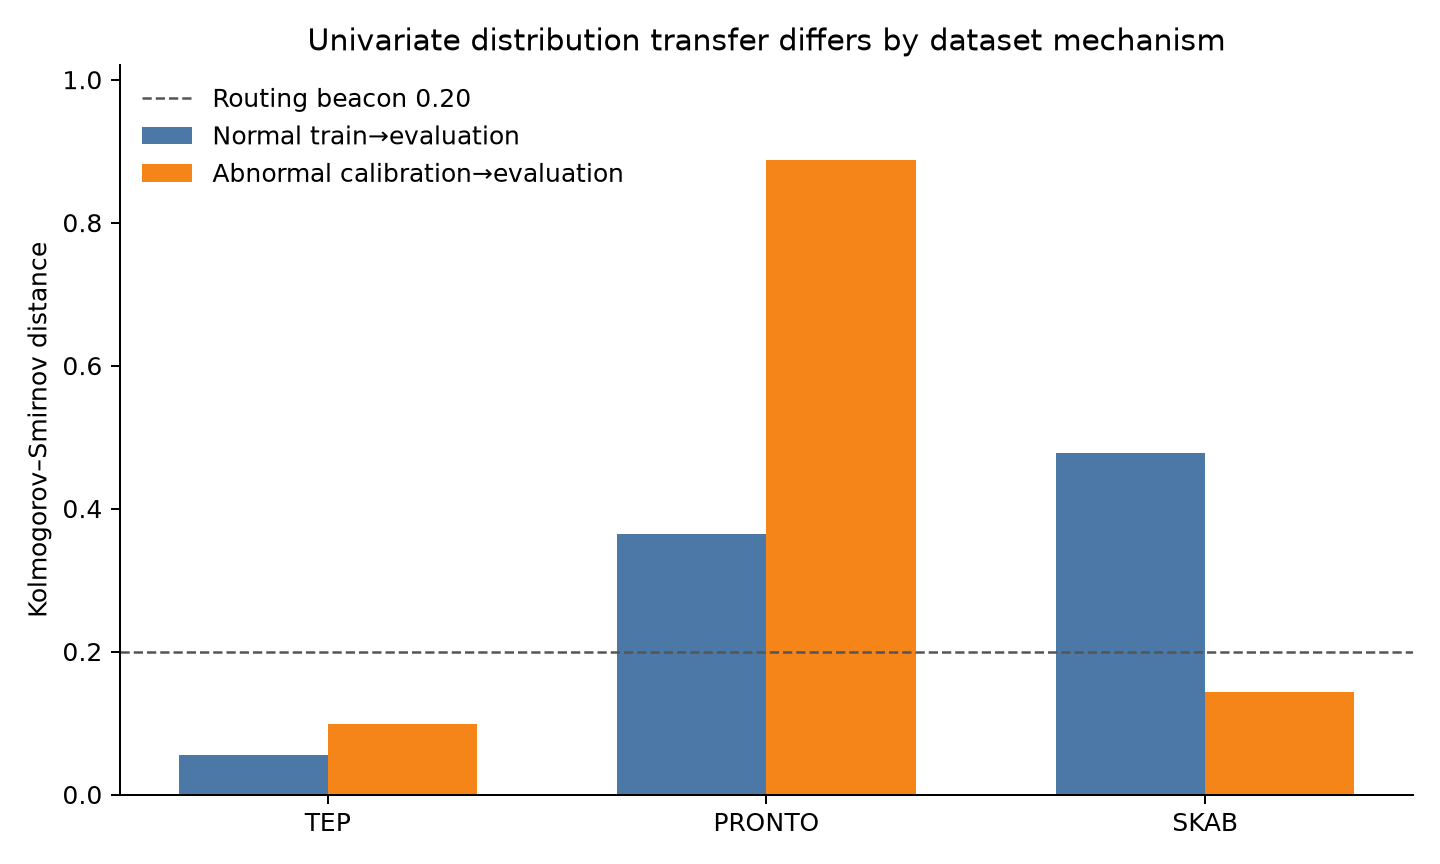 Univariate distribution transfer differs by dataset mechanism
Routing beacon 0.20
Normal train→evaluation
Abnormal calibration→evaluation
Kolmogorov–Smirnov distance
1.0
0.8
0.6
0.4
0.2
0.0
TEP
PRONTO
SKAB